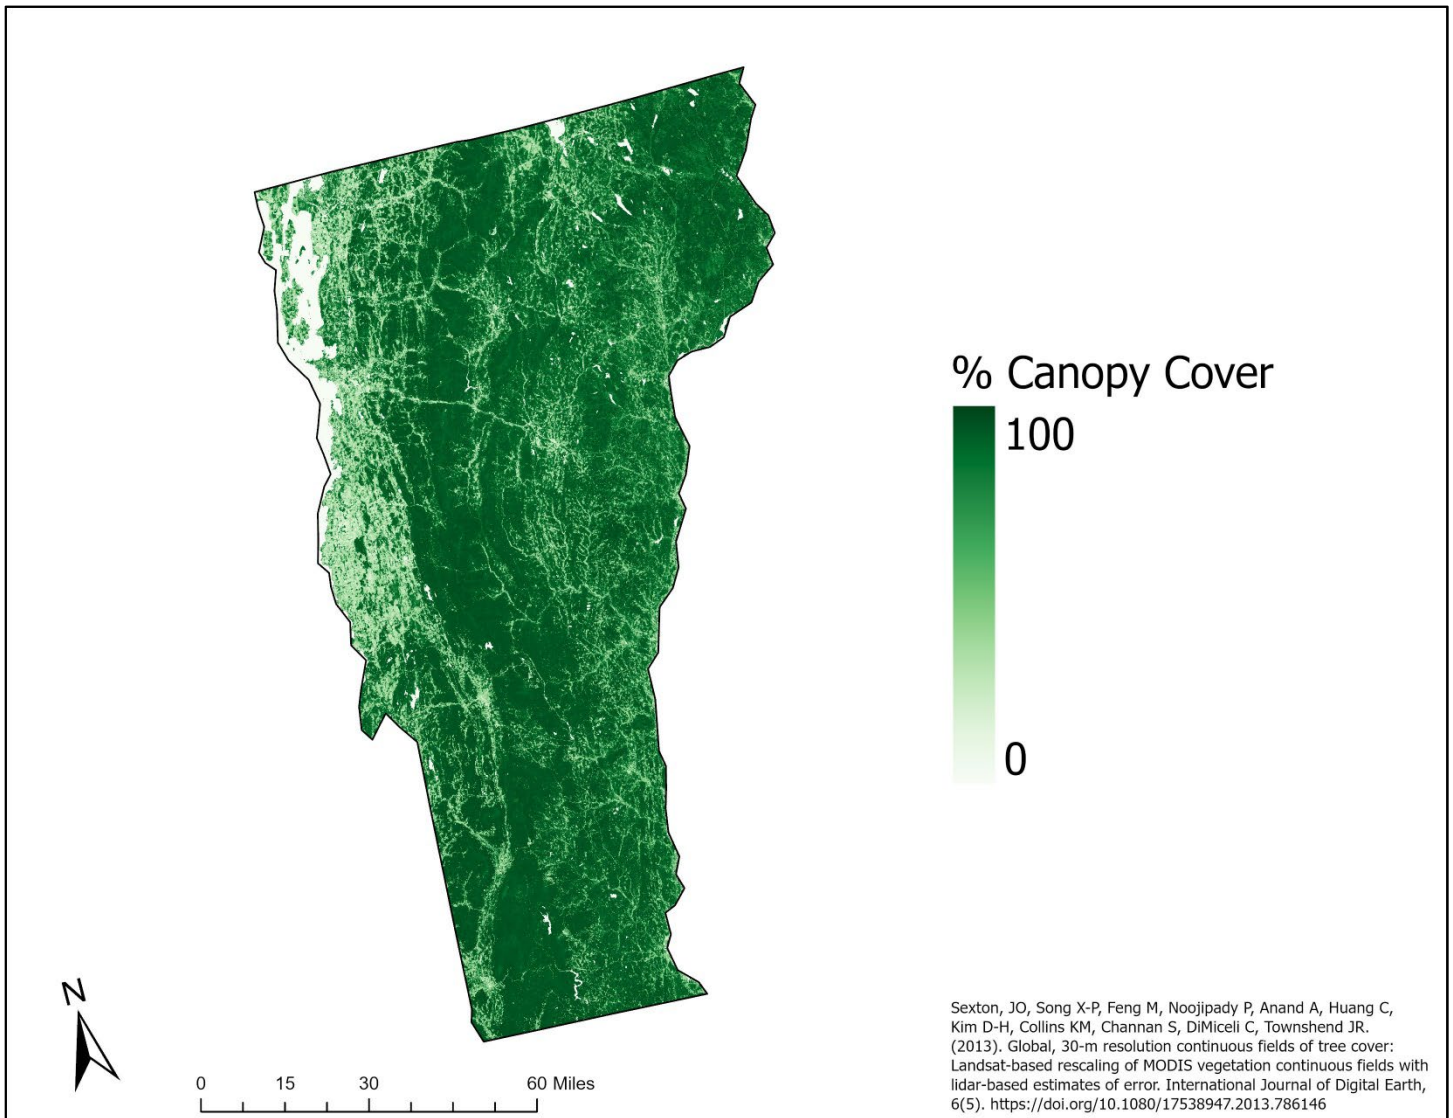 % Canopy Cover
100
0
N
0 15 30 60 Miles
Sexton, JO, Song X-P, Feng M, Noojipady P, Anand A, Huang C,
Kim D-H, Collins KM, Channan S, DiMiceli C, Townshend JR.
(2013). Global, 30-m resolution continuous fields of tree cover:
Landsat-based rescaling of MODIS vegetation continuous fields with
lidar-based estimates of error. International Journal of Digital Earth,
6(5). https://doi.org/10.1080/17538947.2013.786146